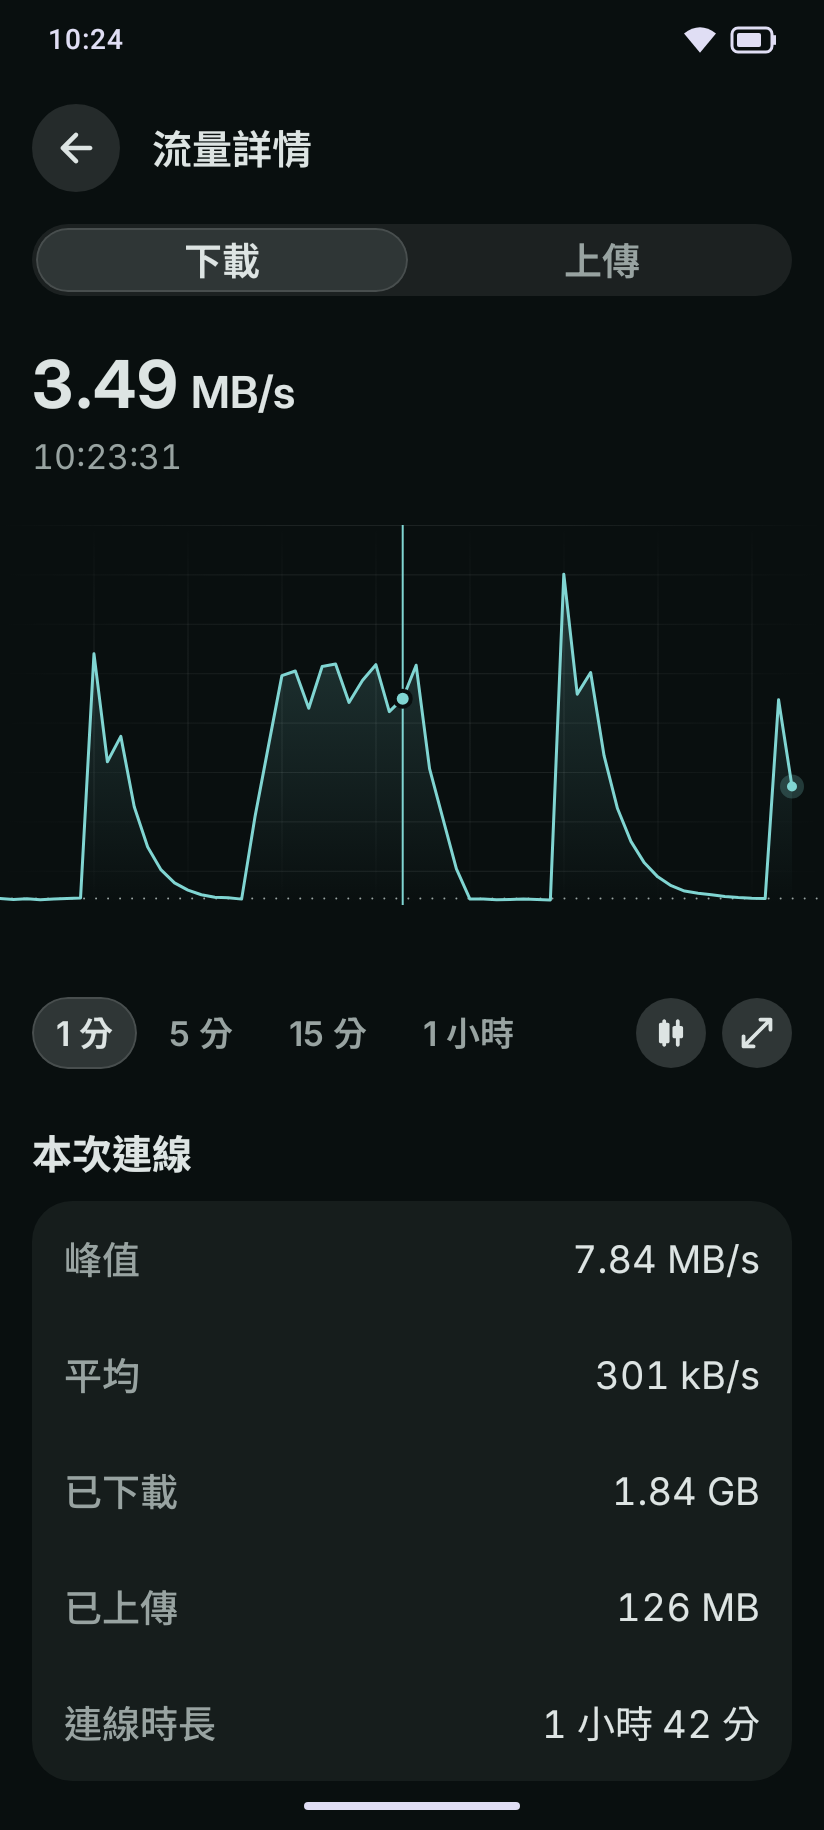 10:24
流量詳情
下載
上傳
3.49 MB/s
10:23:31
1 分
5 分
15 分
1 小時
本次連線
峰值
7.84 MB/s
平均
301 kB/s
已下載
1.84 GB
已上傳
126 MB
連線時長
1 小時 42 分